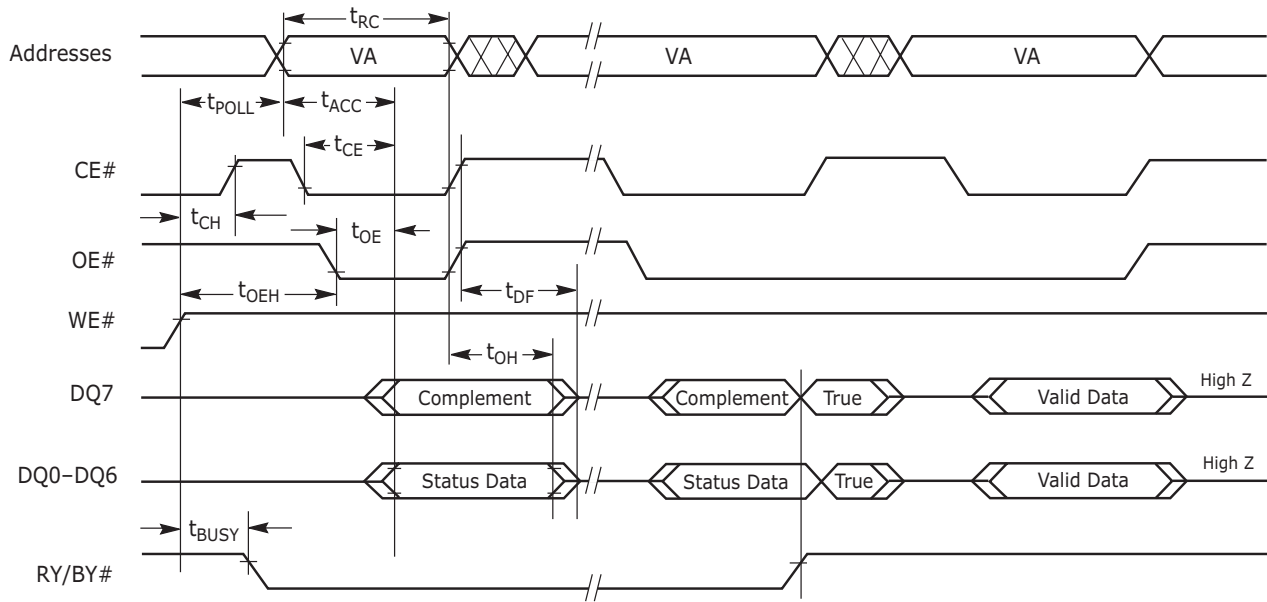 tRC
Addresses VA VA VA
tPOLL tACC
tCE
CE#
tCH tOE
OE#
tOEH tDF
WE#
tOH
DQ7 Complement Complement True Valid Data High Z
DQ0–DQ6 Status Data Status Data True Valid Data High Z
tBUSY
RY/BY#